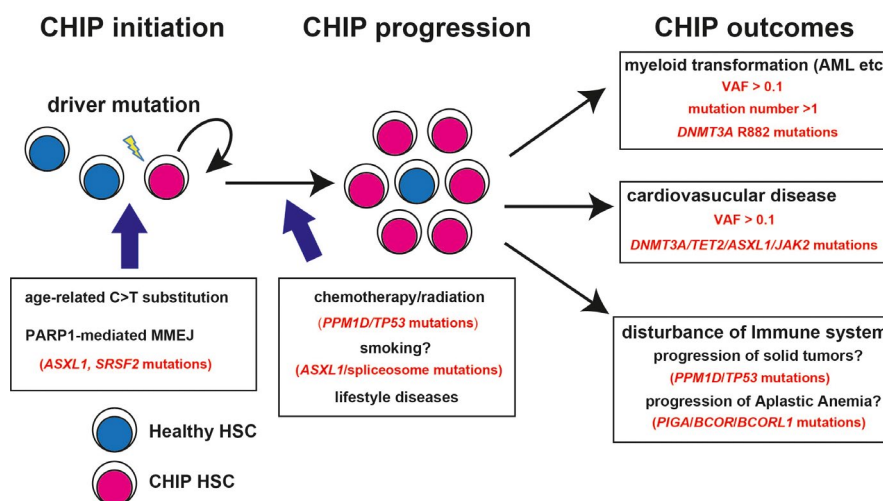 CHIP initiation
CHIP progression
CHIP outcomes
driver mutation
age-related C>T substitution
PARP1-mediated MMEJ
(ASXL1, SRSF2 mutations)
Healthy HSC
CHIP HSC
chemotherapy/radiation
(PPM1D/TP53 mutations)
smoking?
(ASXL1/spliceosome mutations)
lifestyle diseases
myeloid transformation (AML etc
VAF > 0.1
mutation number >1
DNMT3A R882 mutations
cardiovasucular disease
VAF > 0.1
DNMT3A/TET2/ASXL1/JAK2 mutations
disturbance of Immune system
progression of solid tumors?
(PPM1D/TP53 mutations)
progression of Aplastic Anemia?
(PIGA/BCOR/BCORL1 mutations)